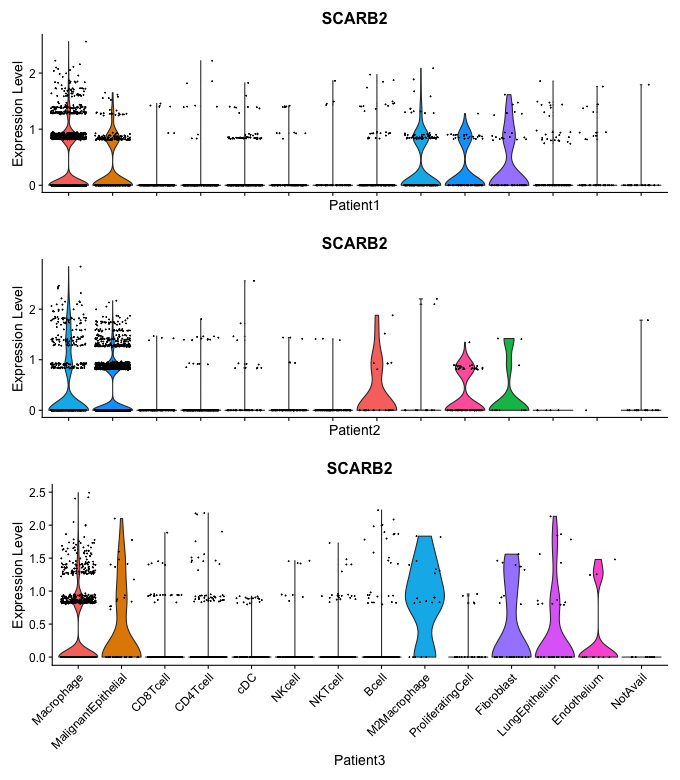 SCARB2
Expression Level
2
1
0
Patient1
SCARB2
Expression Level
2
1
0
Patient2
SCARB2
Expression Level
2.5
2.0
1.5
1.0
0.5
0.0
Macrophage
MalignantEpithelial
CD8Tcell
CD4Tcell
cDC
NKcell
NKTcell
Bcell
M2Macrophage
ProliferatingCell
Fibroblast
LungEpithelium
Endothelium
NotAvail
Patient3